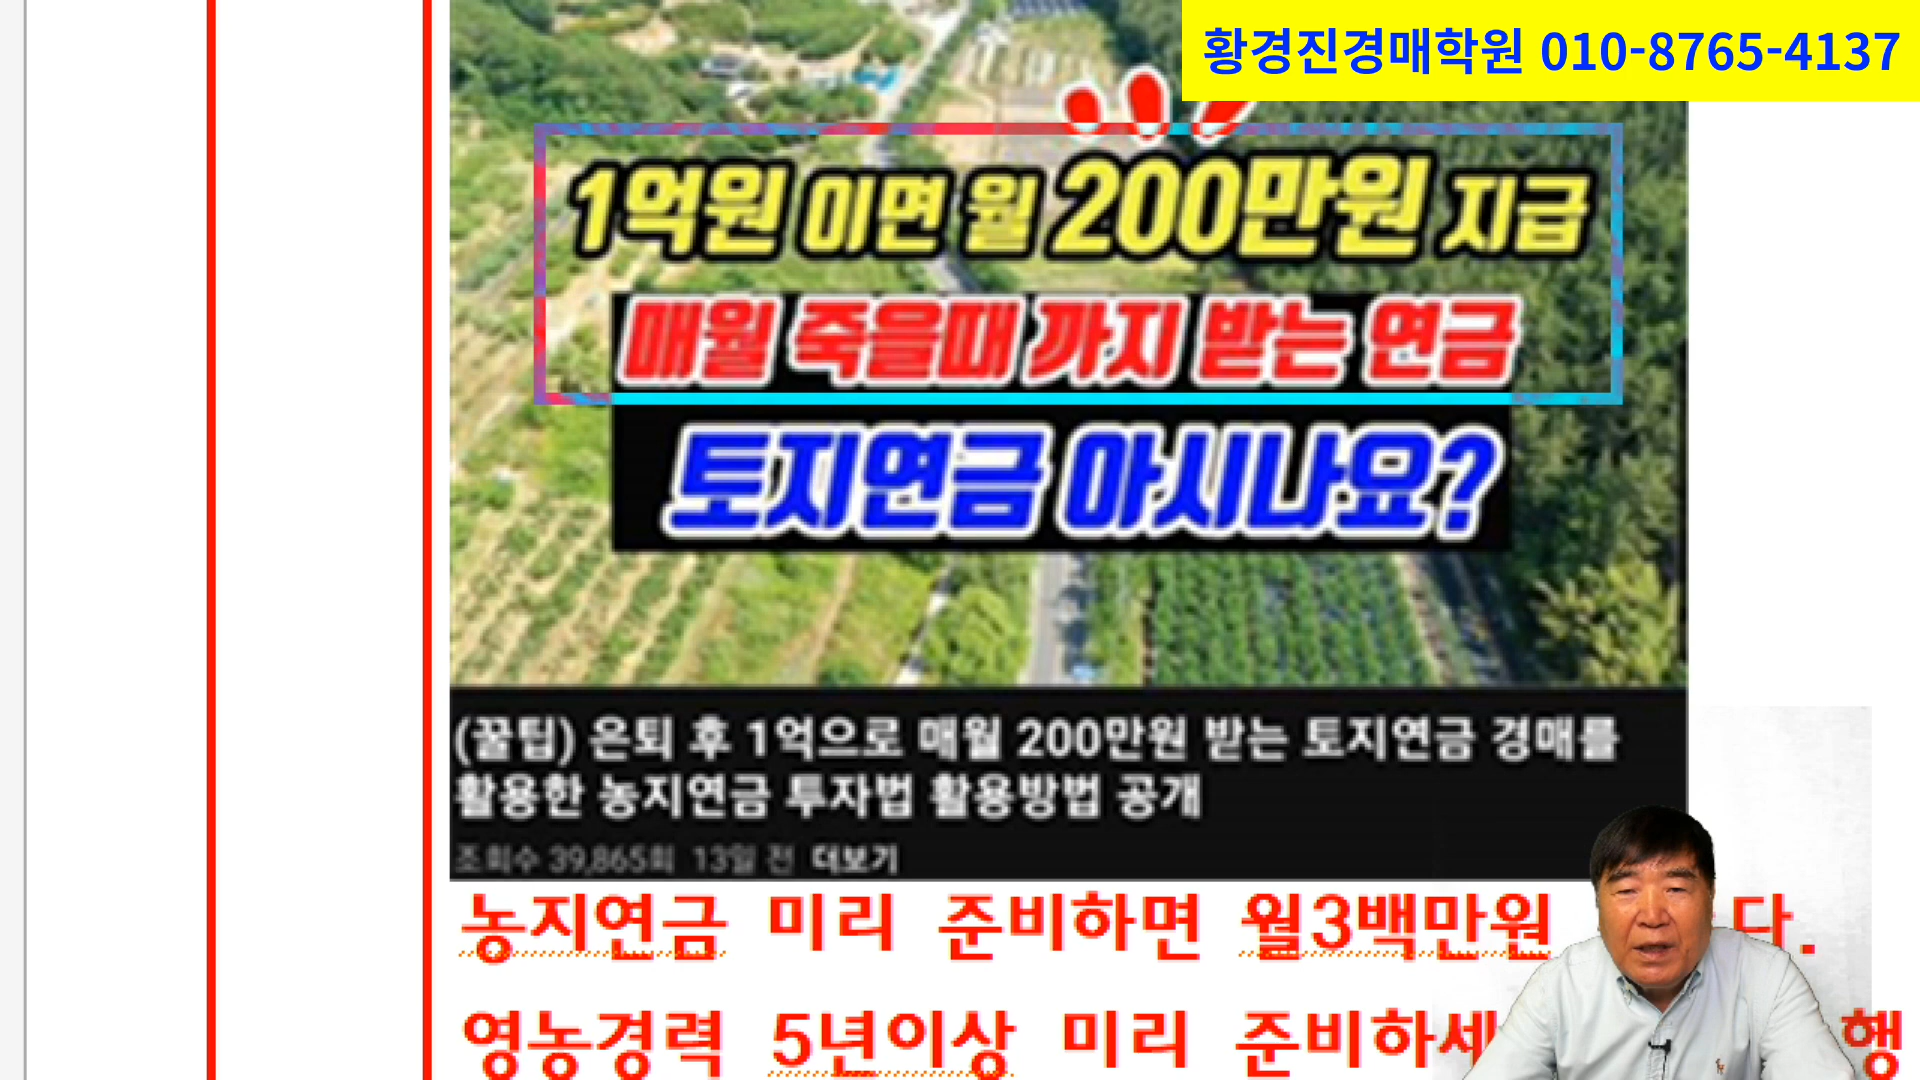 황경진경매학원 010-8765-4137
1억원 이면 월 200만원 지급
매월 죽을때 까지 받는 연금
토지연금 아시나요?
(꿀팁) 은퇴 후 1억으로 매월 200만원 받는 토지연금 경매를
활용한 농지연금 투자법 활용방법 공개
조회수 39,865회 13일 전 더보기
농지연금 미리 준비하면 월3백만원 다.
영농경력 5년이상 미리 준비하세 행